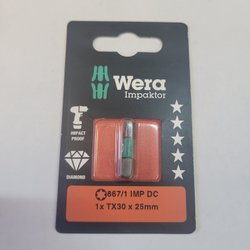 Wera
Impaktor
IMPACT
PROOF
DIAMOND
867/1 IMP DC
1x TX30 x 25mm